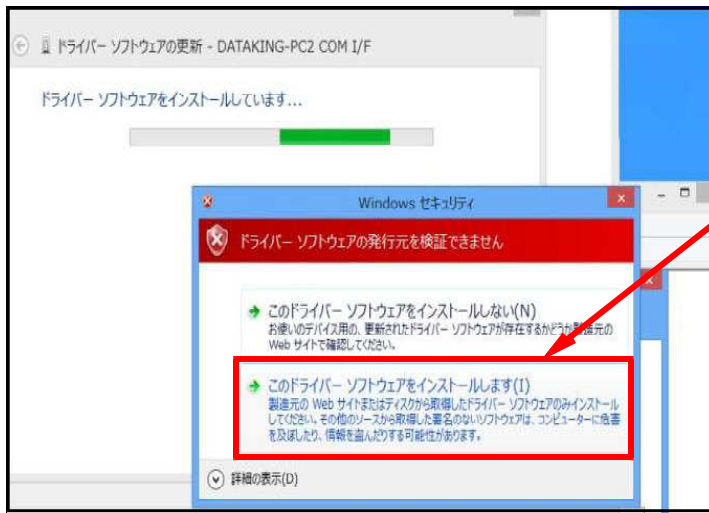 ドライバー ソフトウェアの更新 - DATAKING-PC2 COM I/F
ドライバー ソフトウェアをインストールしています...
Windows セキュリティ
ドライバー ソフトウェアの発行元を検証できません
このドライバー ソフトウェアをインストールしない(N)
お使いのデバイス用の、更新されたドライバー ソフトウェアが存在するかどうか製造元の
Web サイトで確認してください。
このドライバー ソフトウェアをインストールします(I)
製造元の Web サイトまたはディスクから取得したドライバー ソフトウェアのみインストール
してください。その他のソースから取得した署名のないソフトウェアは、コンピューターに危害
を及ぼしたり、情報を盗んだりする可能性があります。
詳細の表示(D)